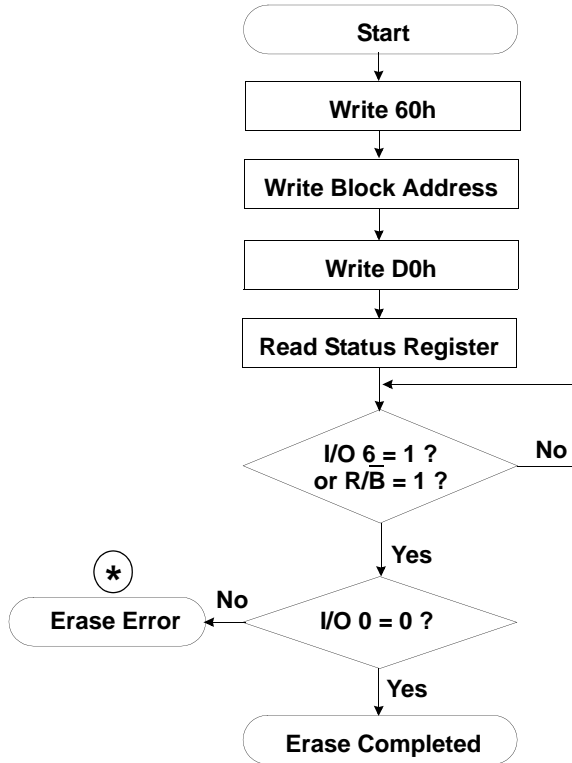 Start
Write 60h
Write Block Address
Write D0h
Read Status Register
I/O 6 = 1 ?
or R/B̅ = 1 ?
No
Yes
*
No
Erase Error
I/O 0 = 0 ?
Yes
Erase Completed